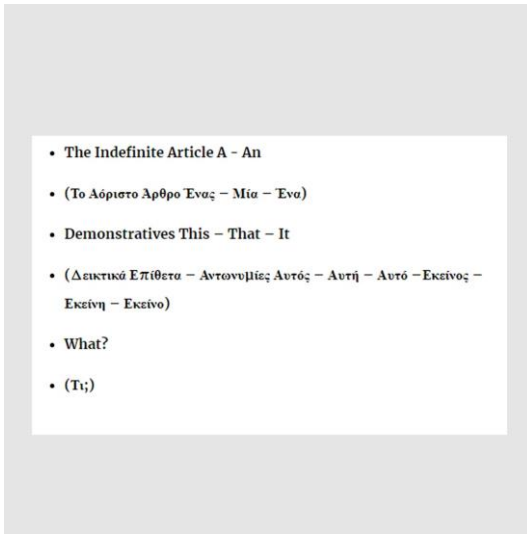 • The Indefinite Article A - An
• (Το Αόριστο Άρθρο Ένας – Μία – Ένα)
• Demonstratives This – That – It
• (Δεικτικά Επίθετα – Αντωνυμίες Αυτός – Αυτή – Αυτό –Εκείνος –
Εκείνη – Εκείνο)
• What?
• (Τι;)